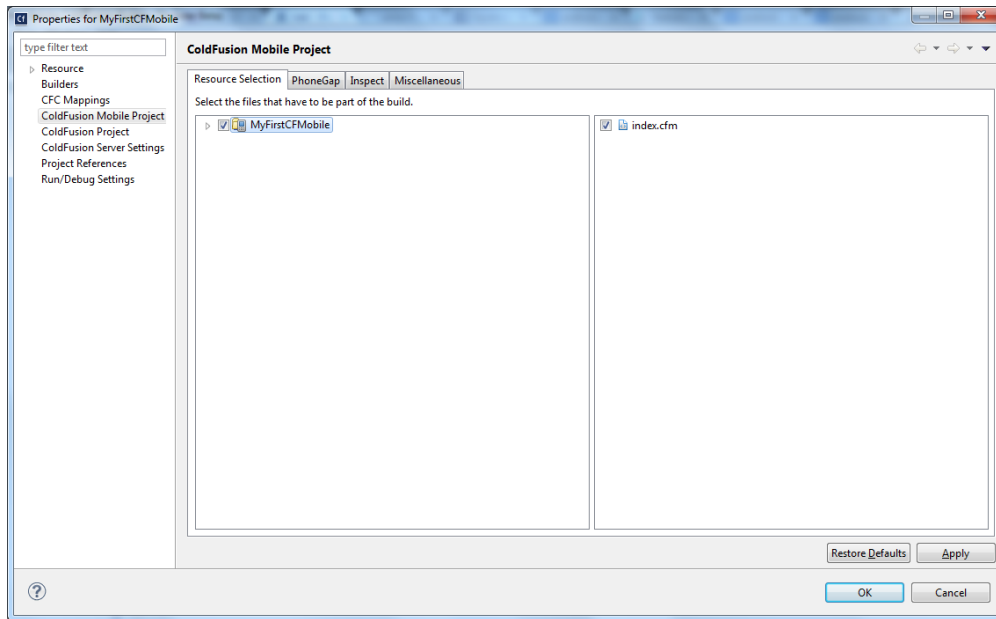 Cf Properties for MyFirstCFMobile
type filter text
Resource
Builders
CFC Mappings
ColdFusion Mobile Project
ColdFusion Project
ColdFusion Server Settings
Project References
Run/Debug Settings
ColdFusion Mobile Project
Resource Selection PhoneGap Inspect Miscellaneous
Select the files that have to be part of the build.
MyFirstCFMobile
index.cfm
Restore Defaults Apply
? OK Cancel